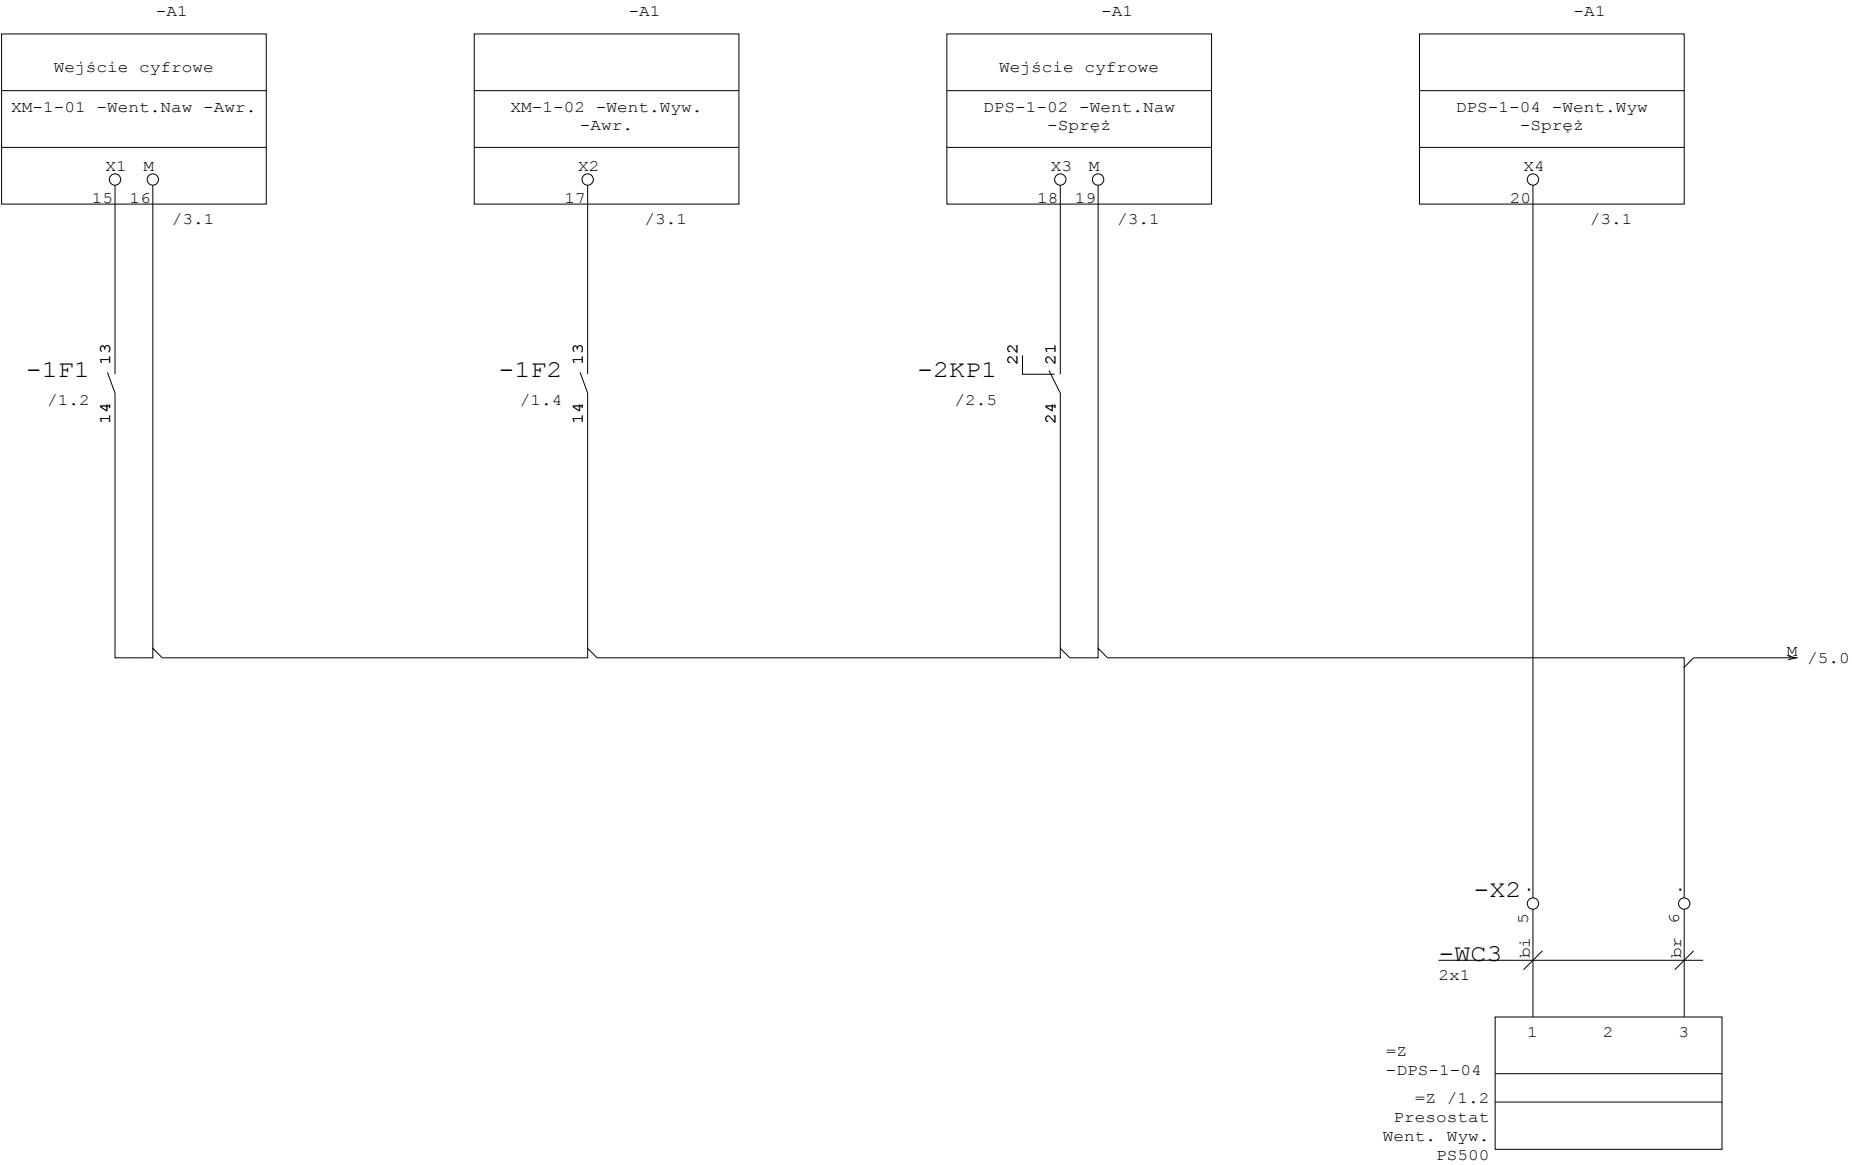 -A1
-A1
-A1
-A1
Wejście cyfrowe
Wejście cyfrowe
XM-1-01 -Went.Naw -Awr.
XM-1-02 -Went.Wyw.
-Awr.
DPS-1-02 -Went.Naw
-Spręż
DPS-1-04 -Went.Wyw
-Spręż
X1 M
X2
X3 M
X4
15 16
17
18 19
20
/3.1
/3.1
/3.1
/3.1
-1F1
/1.2
13
14
-1F2
/1.4
13
14
-2KP1
/2.5
22
21
24
M
/5.0
-X2
5
6
-WC3
2x1
bi
br
1 2 3
=Z
-DPS-1-04
=Z /1.2
Presostat
Went. Wyw.
PS500